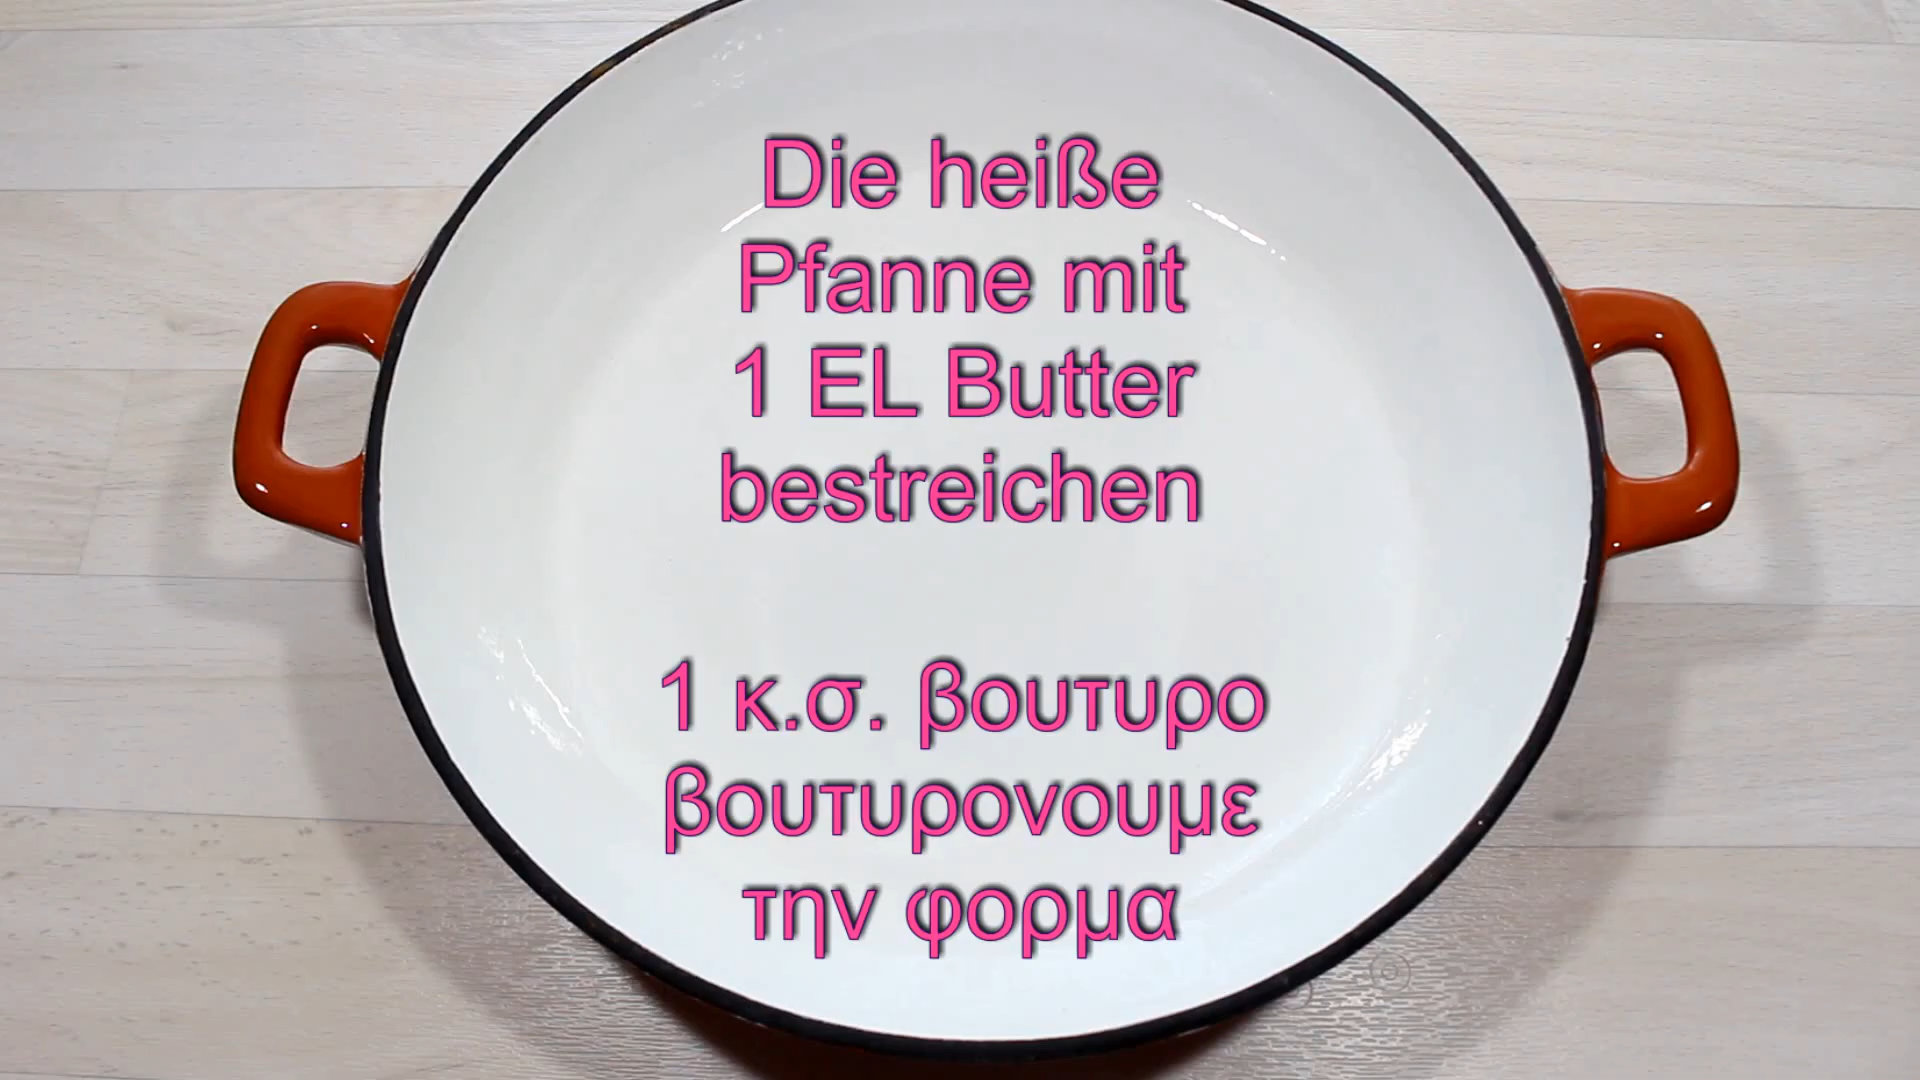 Die heiße
Pfanne mit
1 EL Butter
bestreichen
1 κ.σ. βουτυρο
βουτυρονουμε
την φορμα